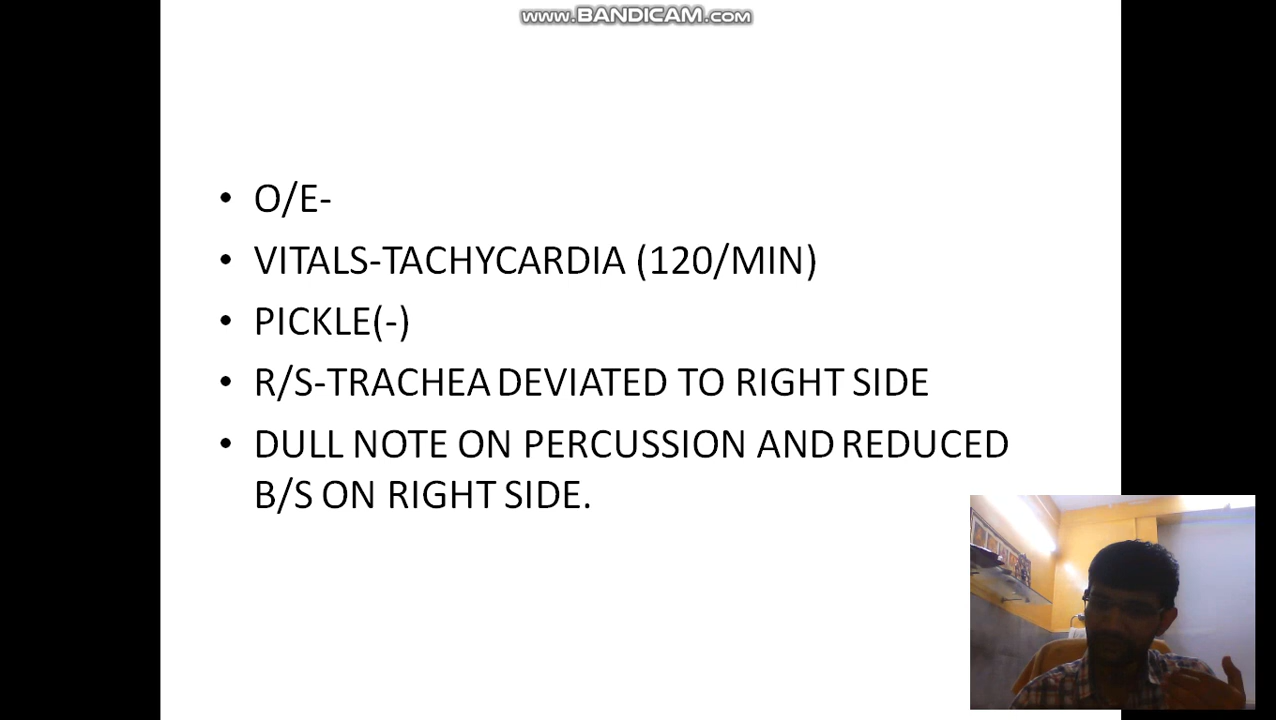 www.BANDICAM.com
• O/E-
• VITALS-TACHYCARDIA (120/MIN)
• PICKLE(-)
• R/S-TRACHEA DEVIATED TO RIGHT SIDE
• DULL NOTE ON PERCUSSION AND REDUCED
B/S ON RIGHT SIDE.